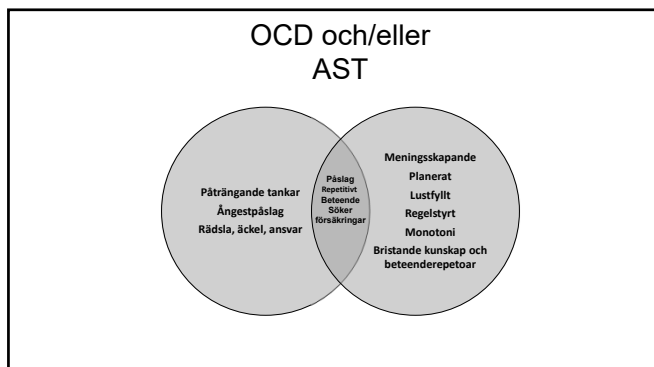 OCD och/eller
AST
Påträngande tankar
Ångestpåslag
Rädsla, äckel, ansvar
Påslag
Repetitivt
Beteende
Söker
försäkringar
Meningsskapande
Planerat
Lustfyllt
Regelstyrt
Monotoni
Bristande kunskap och
beteenderepetoar